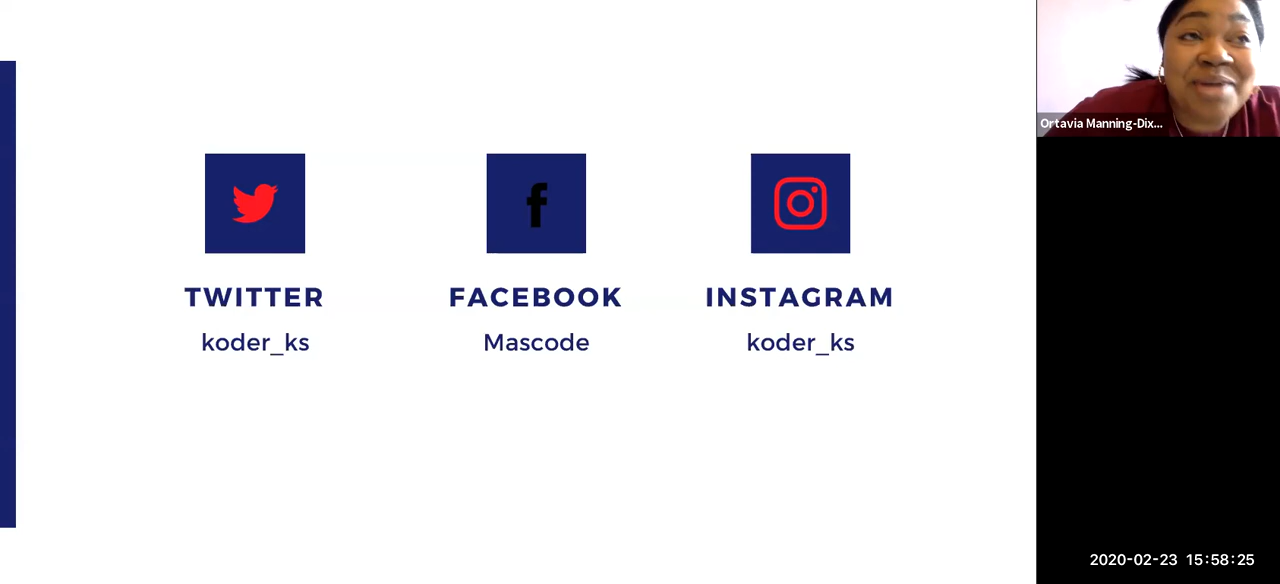 TWITTER
koder_ks
FACEBOOK
Mascode
INSTAGRAM
koder_ks
Ortavia Manning-Dix...
2020-02-23 15:58:25